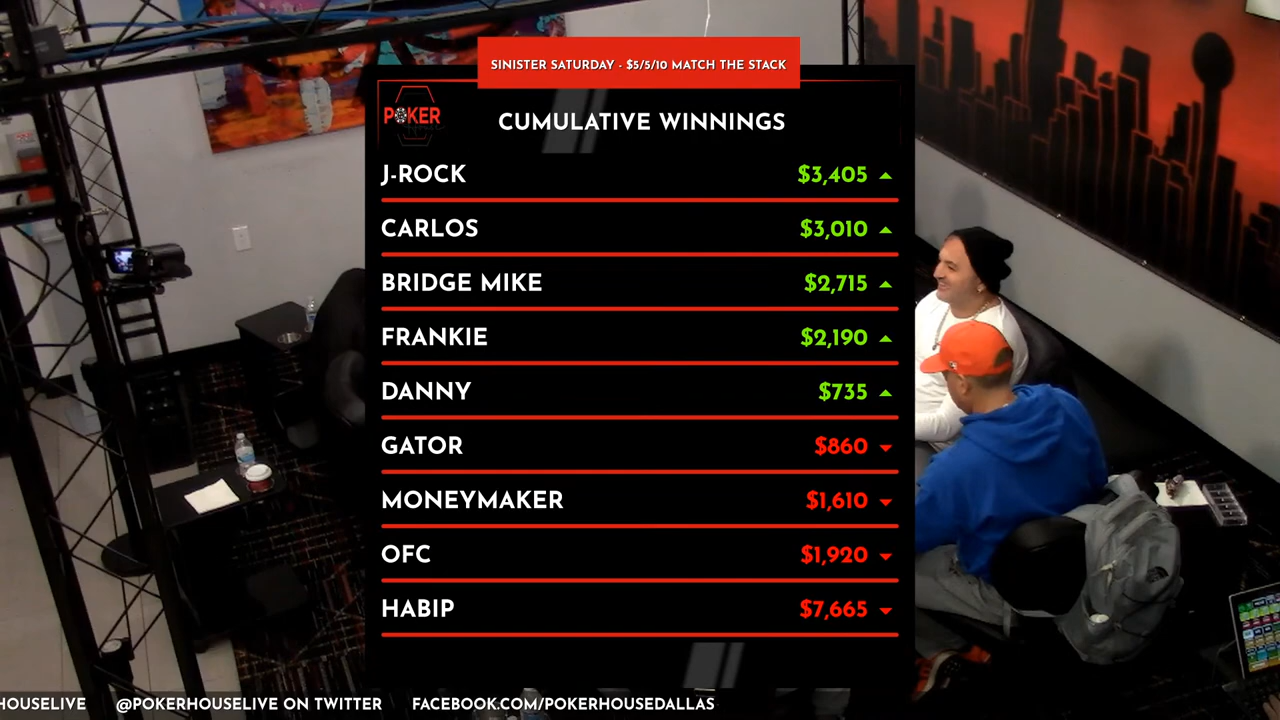 SINISTER SATURDAY - $5/5/10 MATCH THE STACK
POKER
CUMULATIVE WINNINGS
J-ROCK $3,405
CARLOS $3,010
BRIDGE MIKE $2,715
FRANKIE $2,190
DANNY $735
GATOR $860
MONEYMAKER $1,610
OFC $1,920
HABIP $7,665
HOUSELIVE @POKERHOUSELIVE ON TWITTER FACEBOOK.COM/POKERHOUSEDALLAS